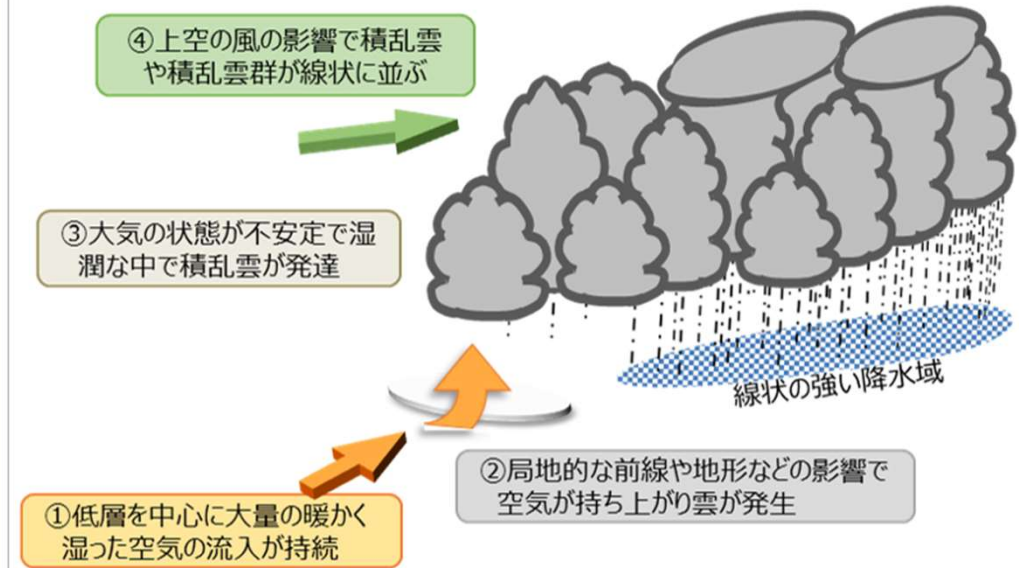 ④上空の風の影響で積乱雲
や積乱雲群が線状に並ぶ
③大気の状態が不安定で湿
潤な中で積乱雲が発達
線状の強い降水域
②局地的な前線や地形などの影響で
空気が持ち上がり雲が発生
①低層を中心に大量の暖かく
湿った空気の流入が持続